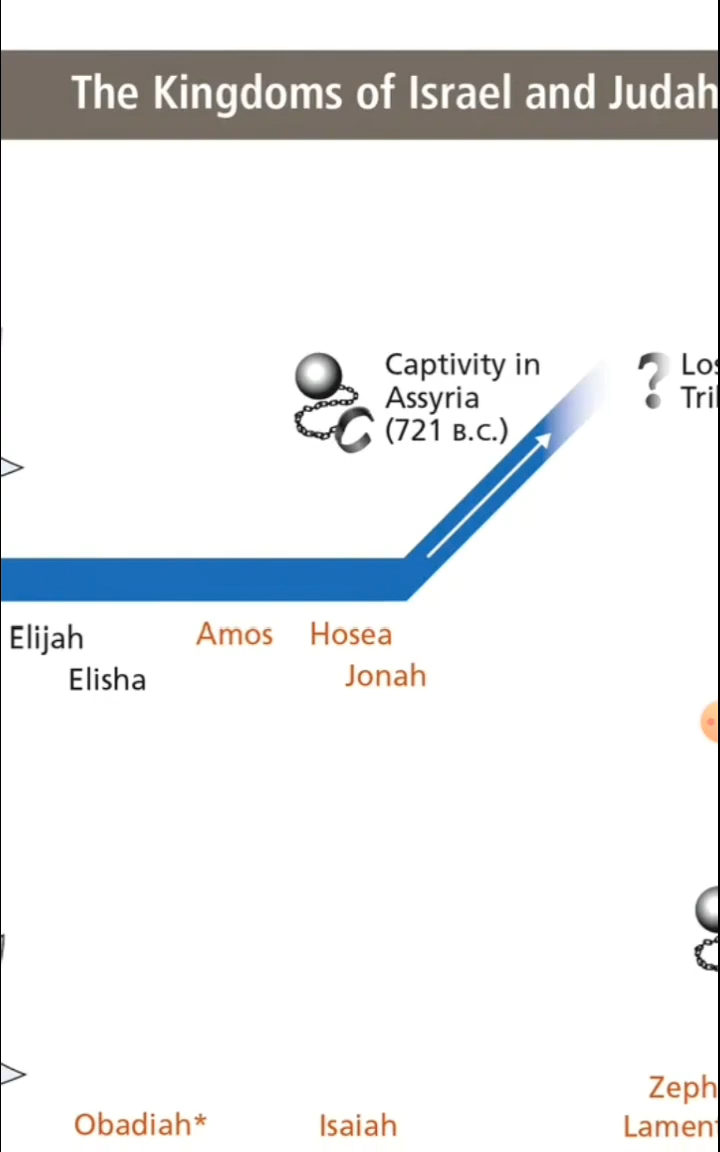 The Kingdoms of Israel and Judah
Captivity in
Assyria
(721 B.C.)
Elijah
Amos
Hosea
Elisha
Jonah
Obadiah*
Isaiah